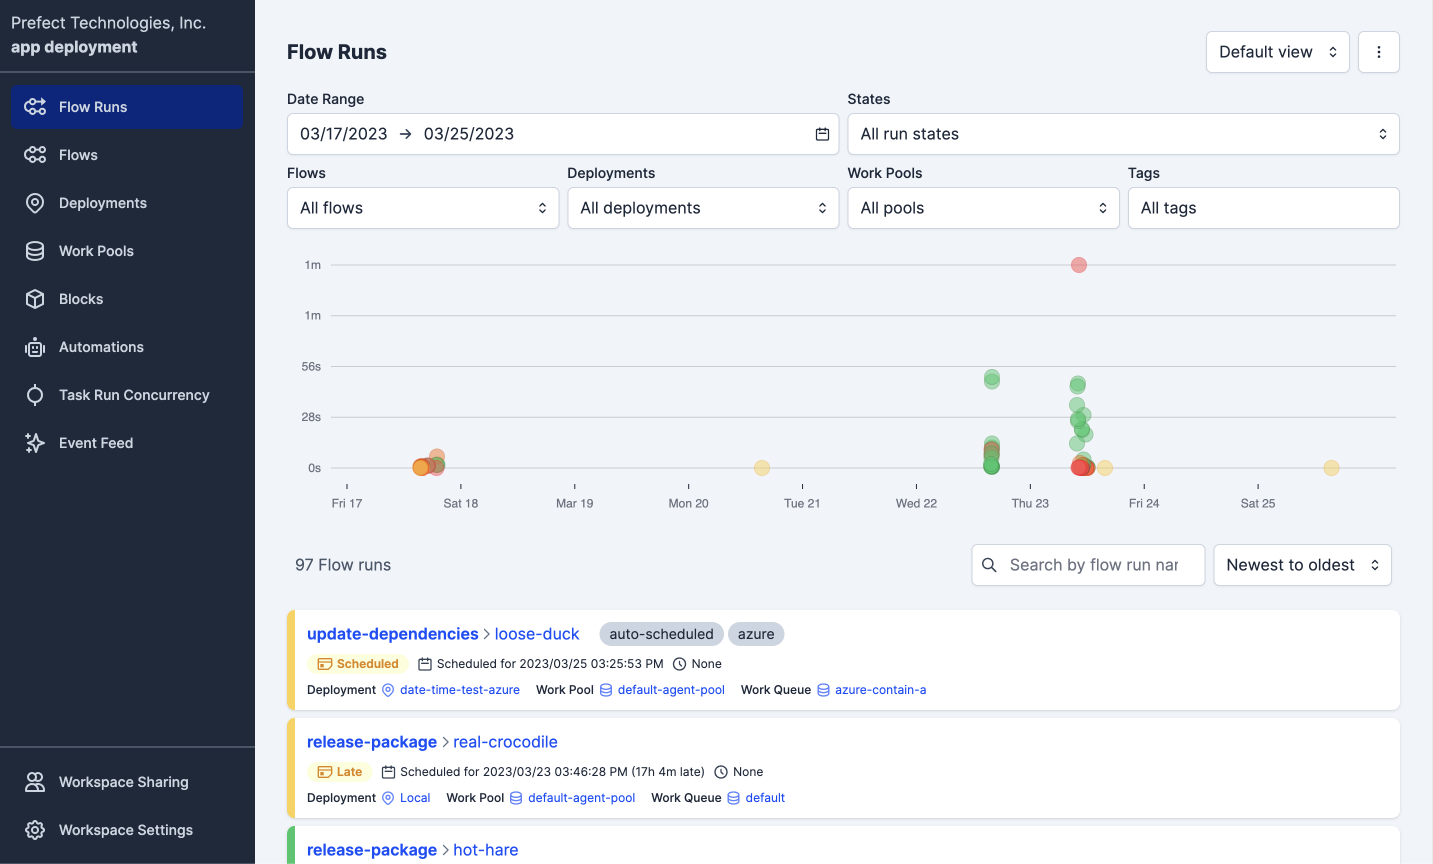 Prefect Technologies, Inc.
app deployment
Flow Runs
Flows
Deployments
Work Pools
Blocks
Automations
Task Run Concurrency
Event Feed
Workspace Sharing
Workspace Settings
Flow Runs
Default view
Date Range
States
03/17/2023 → 03/25/2023
All run states
Flows
Deployments
Work Pools
Tags
All flows
All deployments
All pools
All tags
1m
1m
56s
28s
0s
Fri 17 Sat 18 Mar 19 Mon 20 Tue 21 Wed 22 Thu 23 Fri 24 Sat 25
97 Flow runs
Search by flow run nar
Newest to oldest
update-dependencies > loose-duck auto-scheduled azure
Scheduled Scheduled for 2023/03/25 03:25:53 PM None
Deployment date-time-test-azure Work Pool default-agent-pool Work Queue azure-contain-a
release-package > real-crocodile
Late Scheduled for 2023/03/23 03:46:28 PM (17h 4m late) None
Deployment Local Work Pool default-agent-pool Work Queue default
release-package > hot-hare